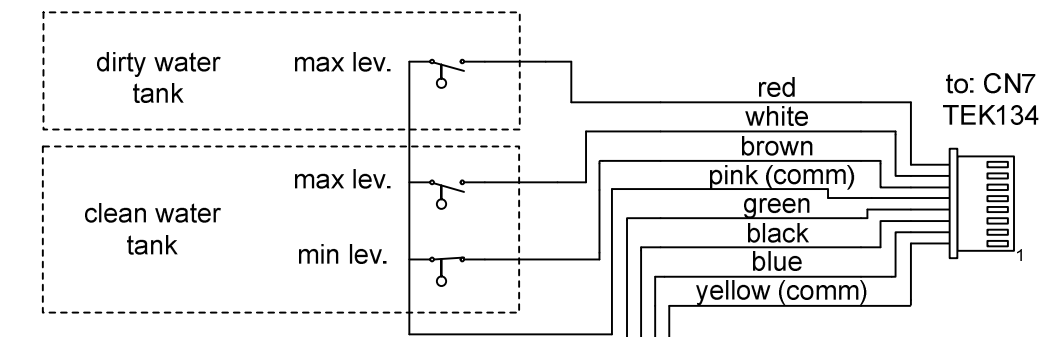 dirty water
tank
max lev.
red
to: CN7
TEK134
white
brown
max lev.
pink (comm)
clean water
tank
green
black
min lev.
blue
1
yellow (comm)